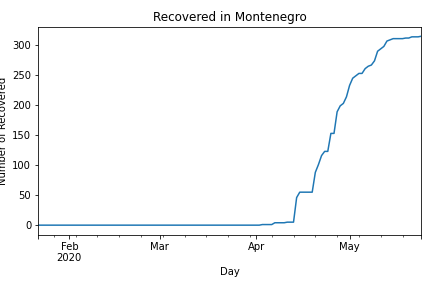 Recovered in Montenegro
Number of Recovered
300
250
200
150
100
50
0
Feb
2020
Mar
Apr
May
Day